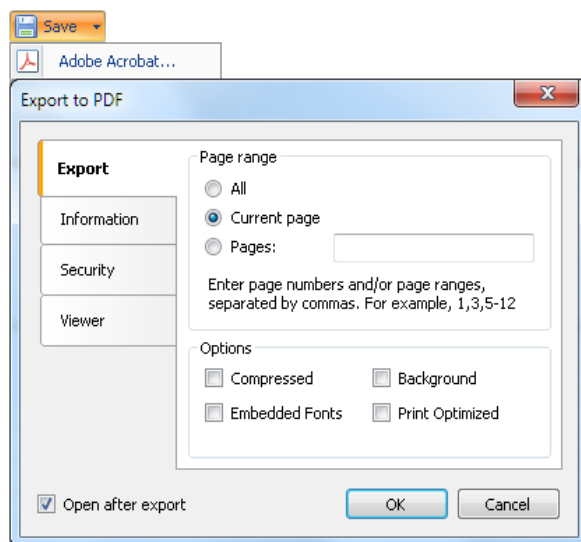 Save
Adobe Acrobat...
Export to PDF
Export
Information
Security
Viewer
Page range
All
Current page
Pages:
Enter page numbers and/or page ranges,
separated by commas. For example, 1,3,5-12
Options
Compressed
Background
Embedded Fonts
Print Optimized
Open after export
OK
Cancel